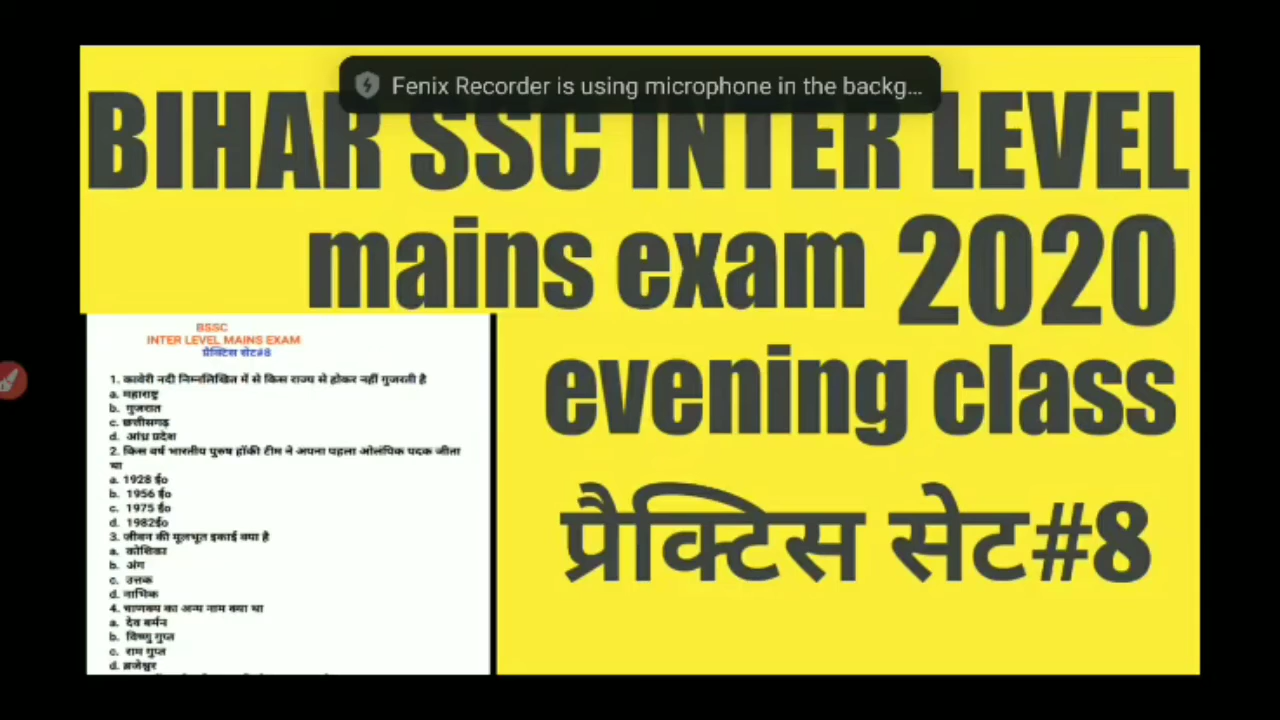 Fenix Recorder is using microphone in the backg...
BIHAR SSC INTER LEVEL
mains exam 2020
evening class
प्रैक्टिस सेट#8
BSSC
INTER LEVEL MAINS EXAM
प्रैक्टिस सेट#8
1. कावेरी नदी निम्नलिखित में से किस राज्य से होकर नहीं गुजरती है
a. महाराष्ट्र
b. गुजरात
c. छत्तीसगढ़
d. आंध्र प्रदेश
2. किस वर्ष भारतीय पुरुष हॉकी टीम ने अपना पहला ओलंपिक पदक जीता
था
a. 1928 ई०
b. 1956 ई०
c. 1975 ई०
d. 1982ई०
3. जीवन की मूलभूत इकाई क्या है
a. कोशिका
b. अंग
c. उत्तक
d. नाभिक
4. चाणक्य का अन्य नाम क्या था
a. देव बर्मन
b. विष्णु गुप्त
c. राम गुप्त
d. ब्रजेश्वर